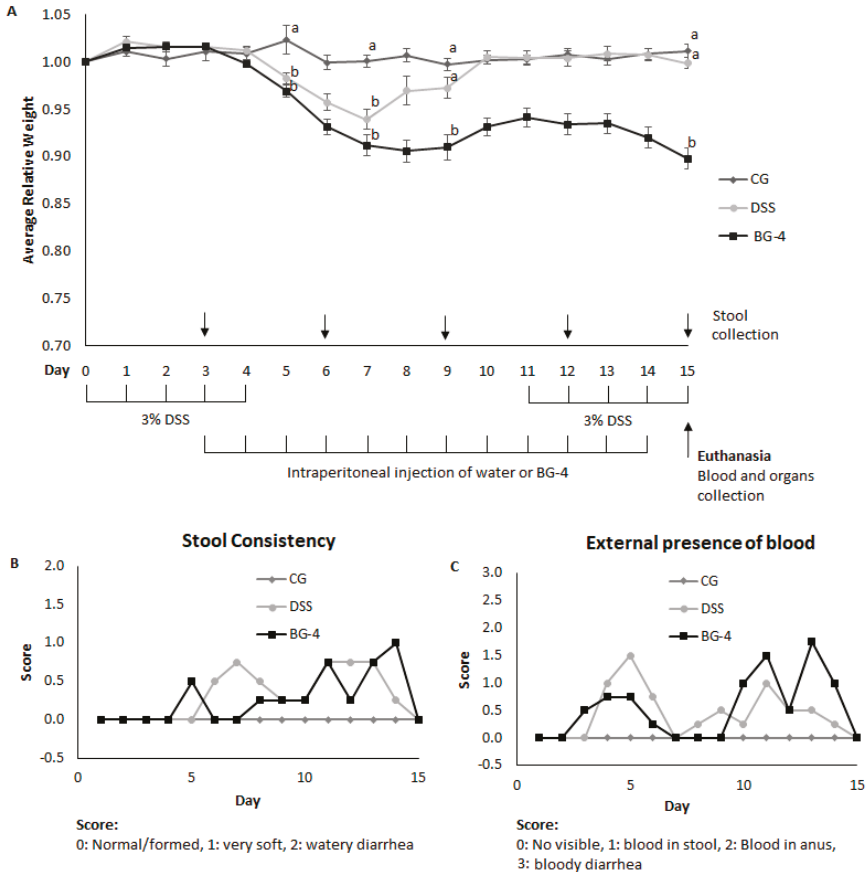 A
1.05
1.00
0.95
0.90
0.85
0.80
0.75
0.70
Average Relative Weight
a
a
a
a
b
b
a
a
b
b
b
b
CG
DSS
BG-4
Stool
collection
Day
0 1 2 3 4 5 6 7 8 9 10 11 12 13 14 15
3% DSS
3% DSS
Intraperitoneal injection of water or BG-4
Euthanasia
Blood and organs
collection
B
Stool Consistency
2.0
1.5
1.0
0.5
0.0
-0.5
Score
CG
DSS
BG-4
0 5 10 15
Day
Score:
0: Normal/formed, 1: very soft, 2: watery diarrhea
C
External presence of blood
3.0
2.5
2.0
1.5
1.0
0.5
0.0
-0.5
Score
CG
DSS
BG-4
0 5 10 15
Day
Score:
0: No visible, 1: blood in stool, 2: Blood in anus,
3: bloody diarrhea